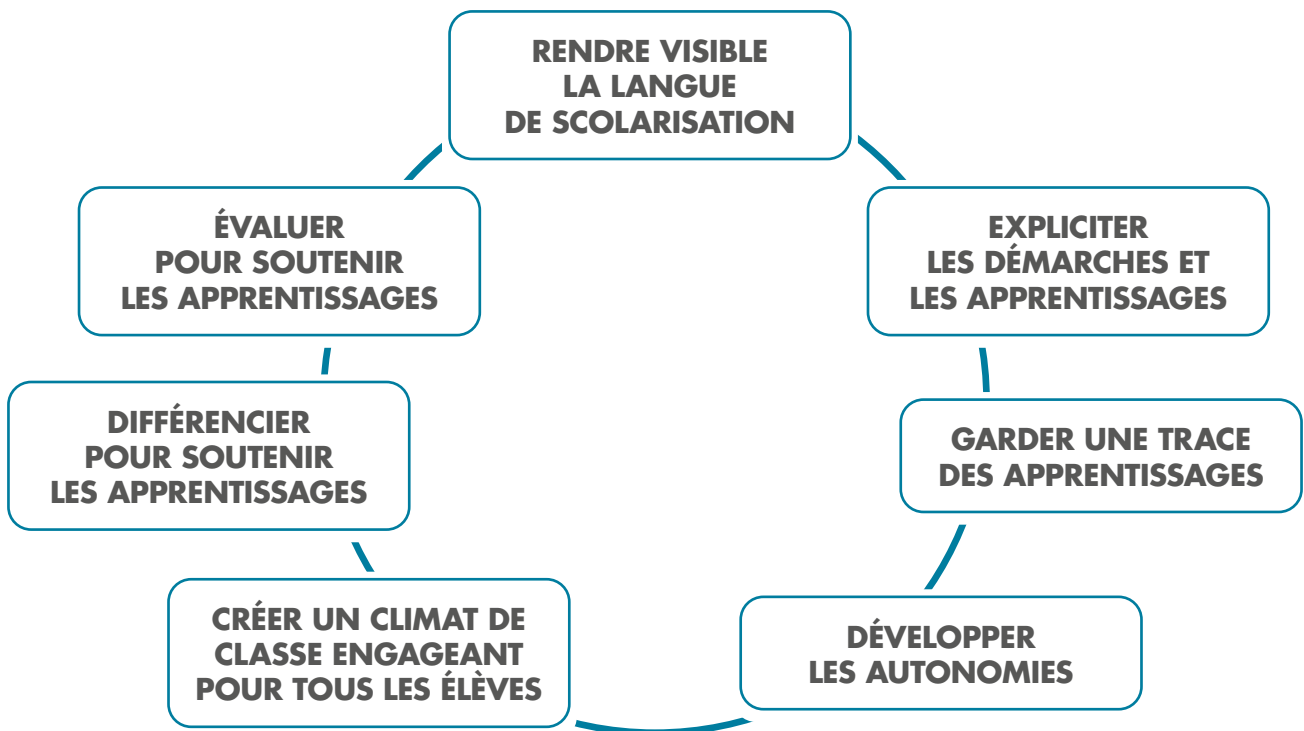 RENDRE VISIBLE
LA LANGUE
DE SCOLARISATION
EXPLICITER
LES DÉMARCHES ET
LES APPRENTISSAGES
GARDER UNE TRACE
DES APPRENTISSAGES
DÉVELOPPER
LES AUTONOMIES
CRÉER UN CLIMAT DE
CLASSE ENGAGEANT
POUR TOUS LES ÉLÈVES
DIFFÉRENCIER
POUR SOUTENIR
LES APPRENTISSAGES
ÉVALUER
POUR SOUTENIR
LES APPRENTISSAGES